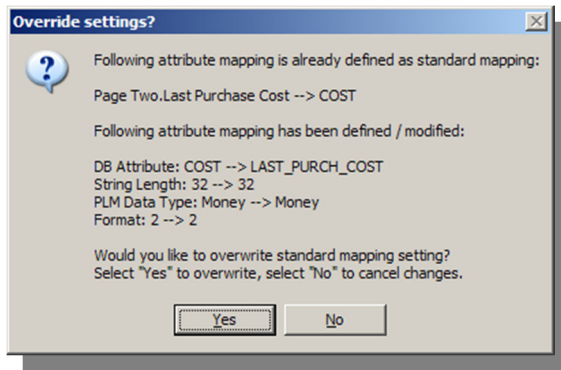 Override settings?
Following attribute mapping is already defined as standard mapping:
Page Two.Last Purchase Cost --> COST
Following attribute mapping has been defined / modified:
DB Attribute: COST --> LAST_PURCH_COST
String Length: 32 --> 32
PLM Data Type: Money --> Money
Format: 2 --> 2
Would you like to overwrite standard mapping setting?
Select "Yes" to overwrite, select "No" to cancel changes.
Yes No